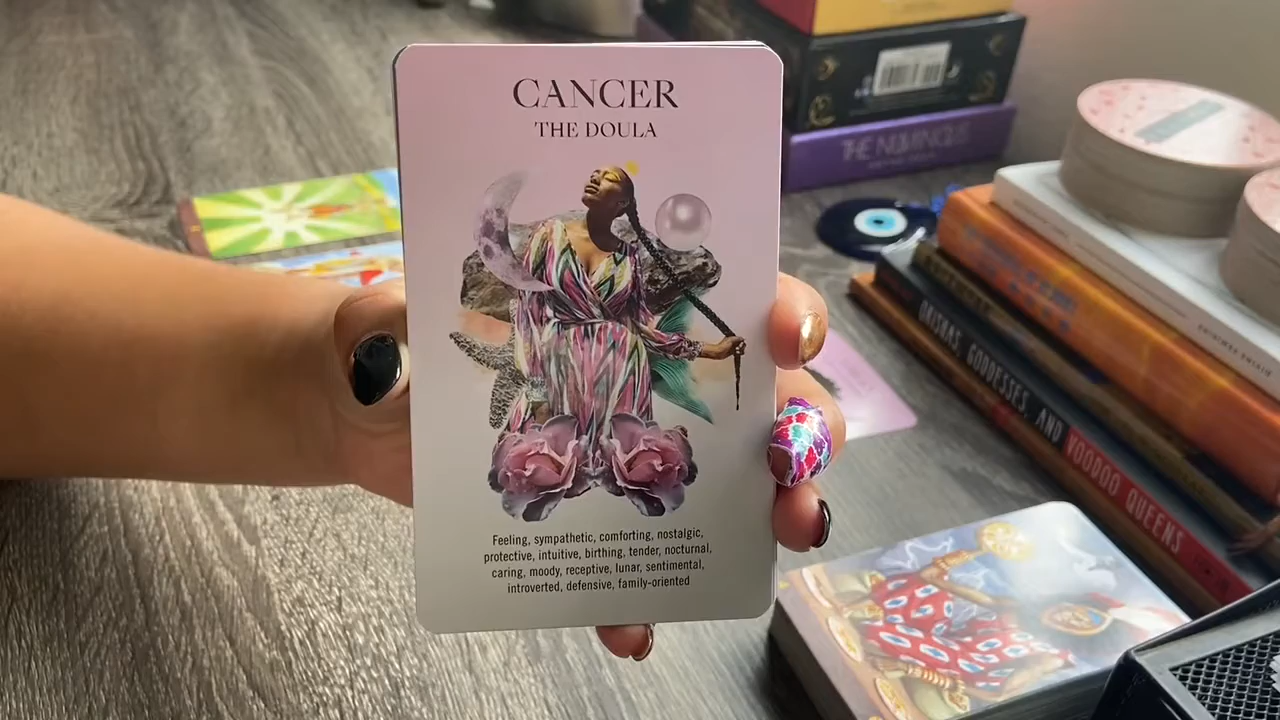 CANCER
THE DOULA
Feeling, sympathetic, comforting, nostalgic,
protective, intuitive, birthing, tender, nocturnal,
caring, moody, receptive, lunar, sentimental,
introverted, defensive, family-oriented
THE NUMINOUS
ORISHAS, GODDESSES, AND VOODOO QUEENS